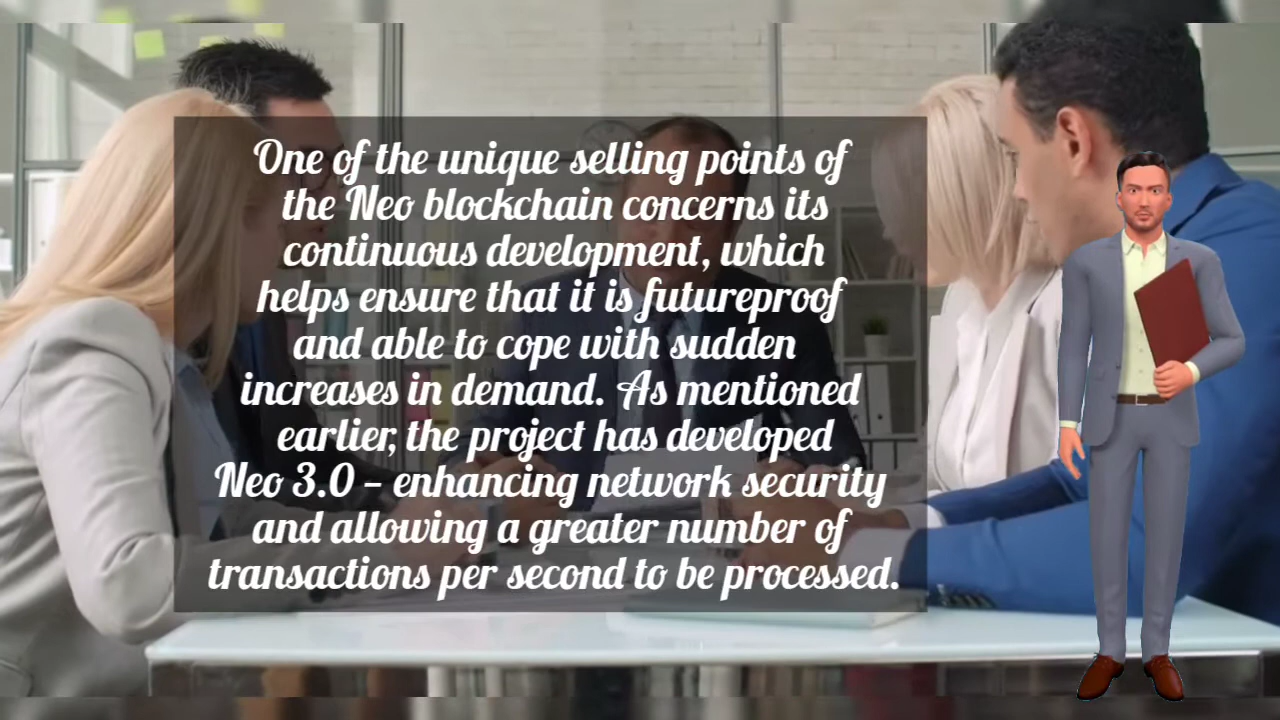 One of the unique selling points of
the Neo blockchain concerns its
continuous development, which
helps ensure that it is futureproof
and able to cope with sudden
increases in demand. As mentioned
earlier, the project has developed
Neo 3.0 – enhancing network security
and allowing a greater number of
transactions per second to be processed.